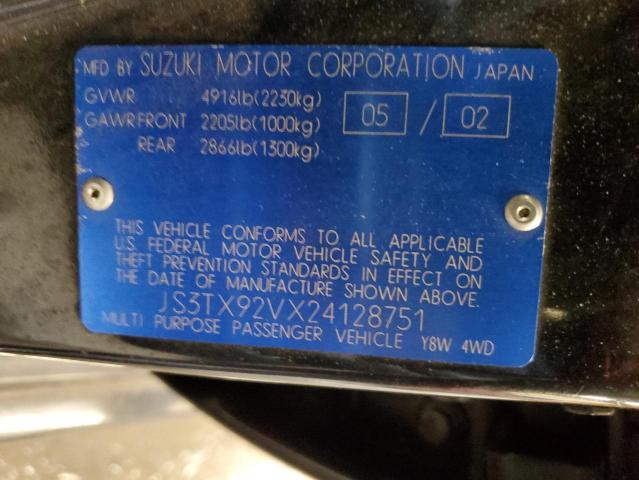 MFD BY SUZUKI MOTOR CORPORATION JAPAN
GVWR 4916lb(2230kg) 05 / 02
GAWRFRONT 2205lb(1000kg)
REAR 2866lb(1300kg)
THIS VEHICLE CONFORMS TO ALL APPLICABLE
U.S. FEDERAL MOTOR VEHICLE SAFETY AND
THEFT PREVENTION STANDARDS IN EFFECT ON
THE DATE OF MANUFACTURE SHOWN ABOVE.
JS3TX92VX24128751
MULTI PURPOSE PASSENGER VEHICLE Y8W 4WD